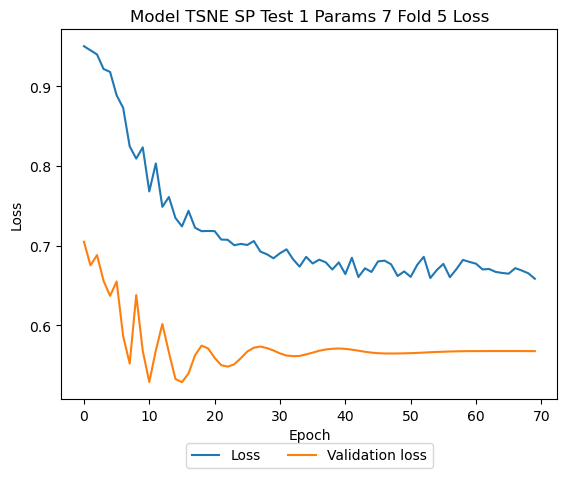 Model TSNE SP Test 1 Params 7 Fold 5 Loss
0.9
0.8
0.7
0.6
Loss
0 10 20 30 40 50 60 70
Epoch
Loss Validation loss